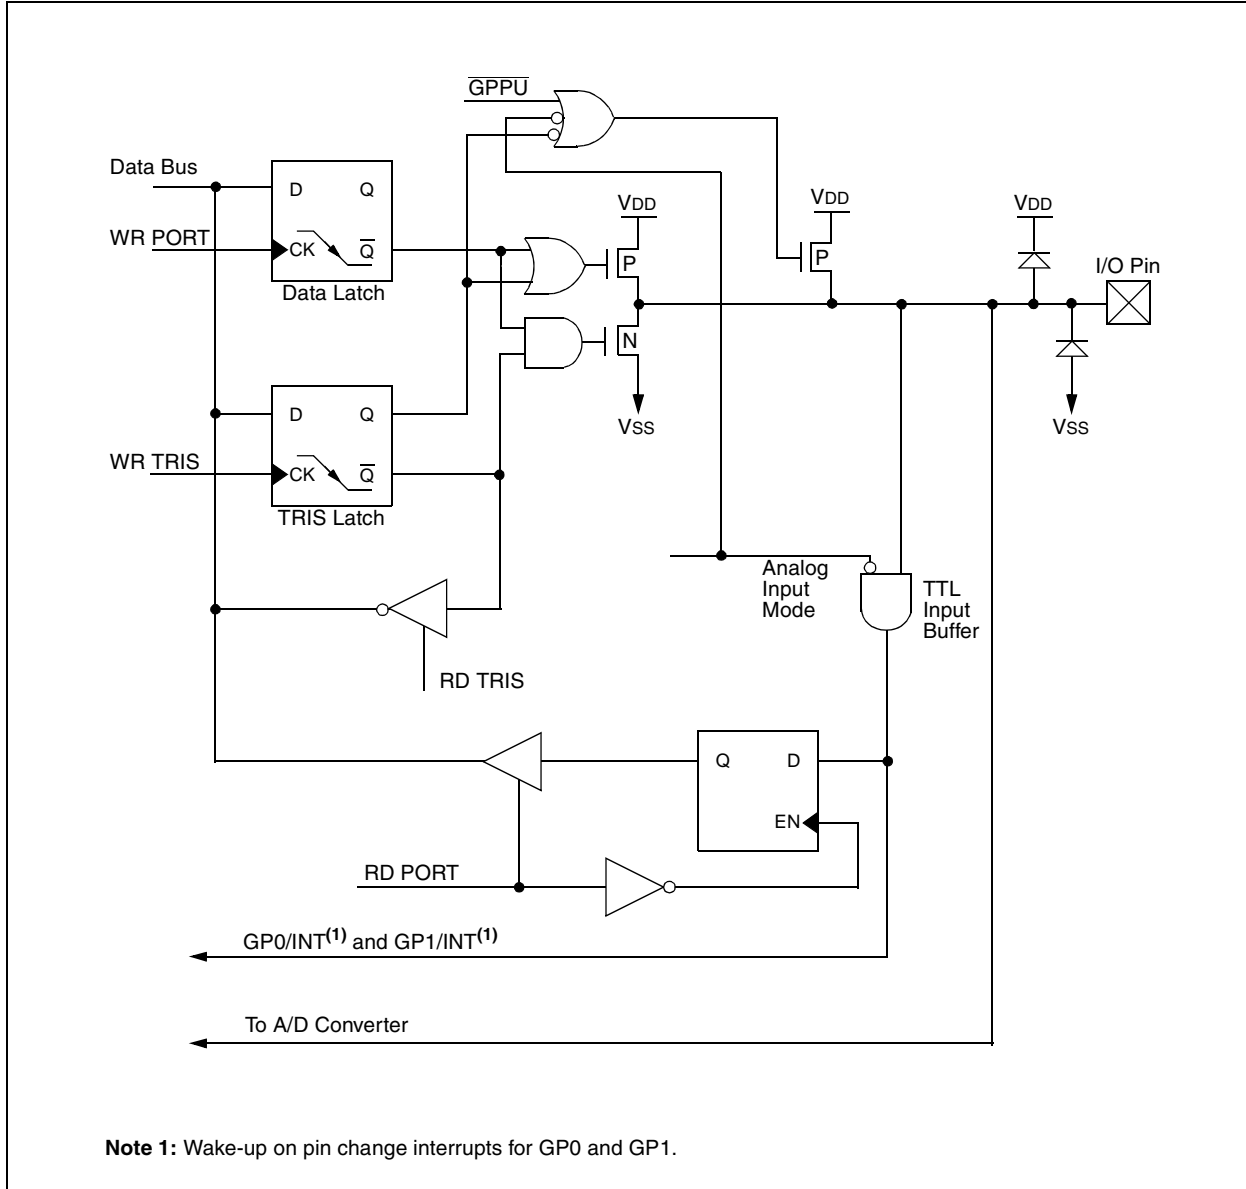 GPPU
Data Bus
D Q
WR PORT
CK Q
Data Latch
VDD
P
VDD
P
VDD
I/O Pin
N
VSS
VSS
D Q
WR TRIS
CK Q
TRIS Latch
Analog
Input
Mode
TTL
Input
Buffer
RD TRIS
Q D
EN
RD PORT
GP0/INT(1) and GP1/INT(1)
To A/D Converter
Note 1: Wake-up on pin change interrupts for GP0 and GP1.